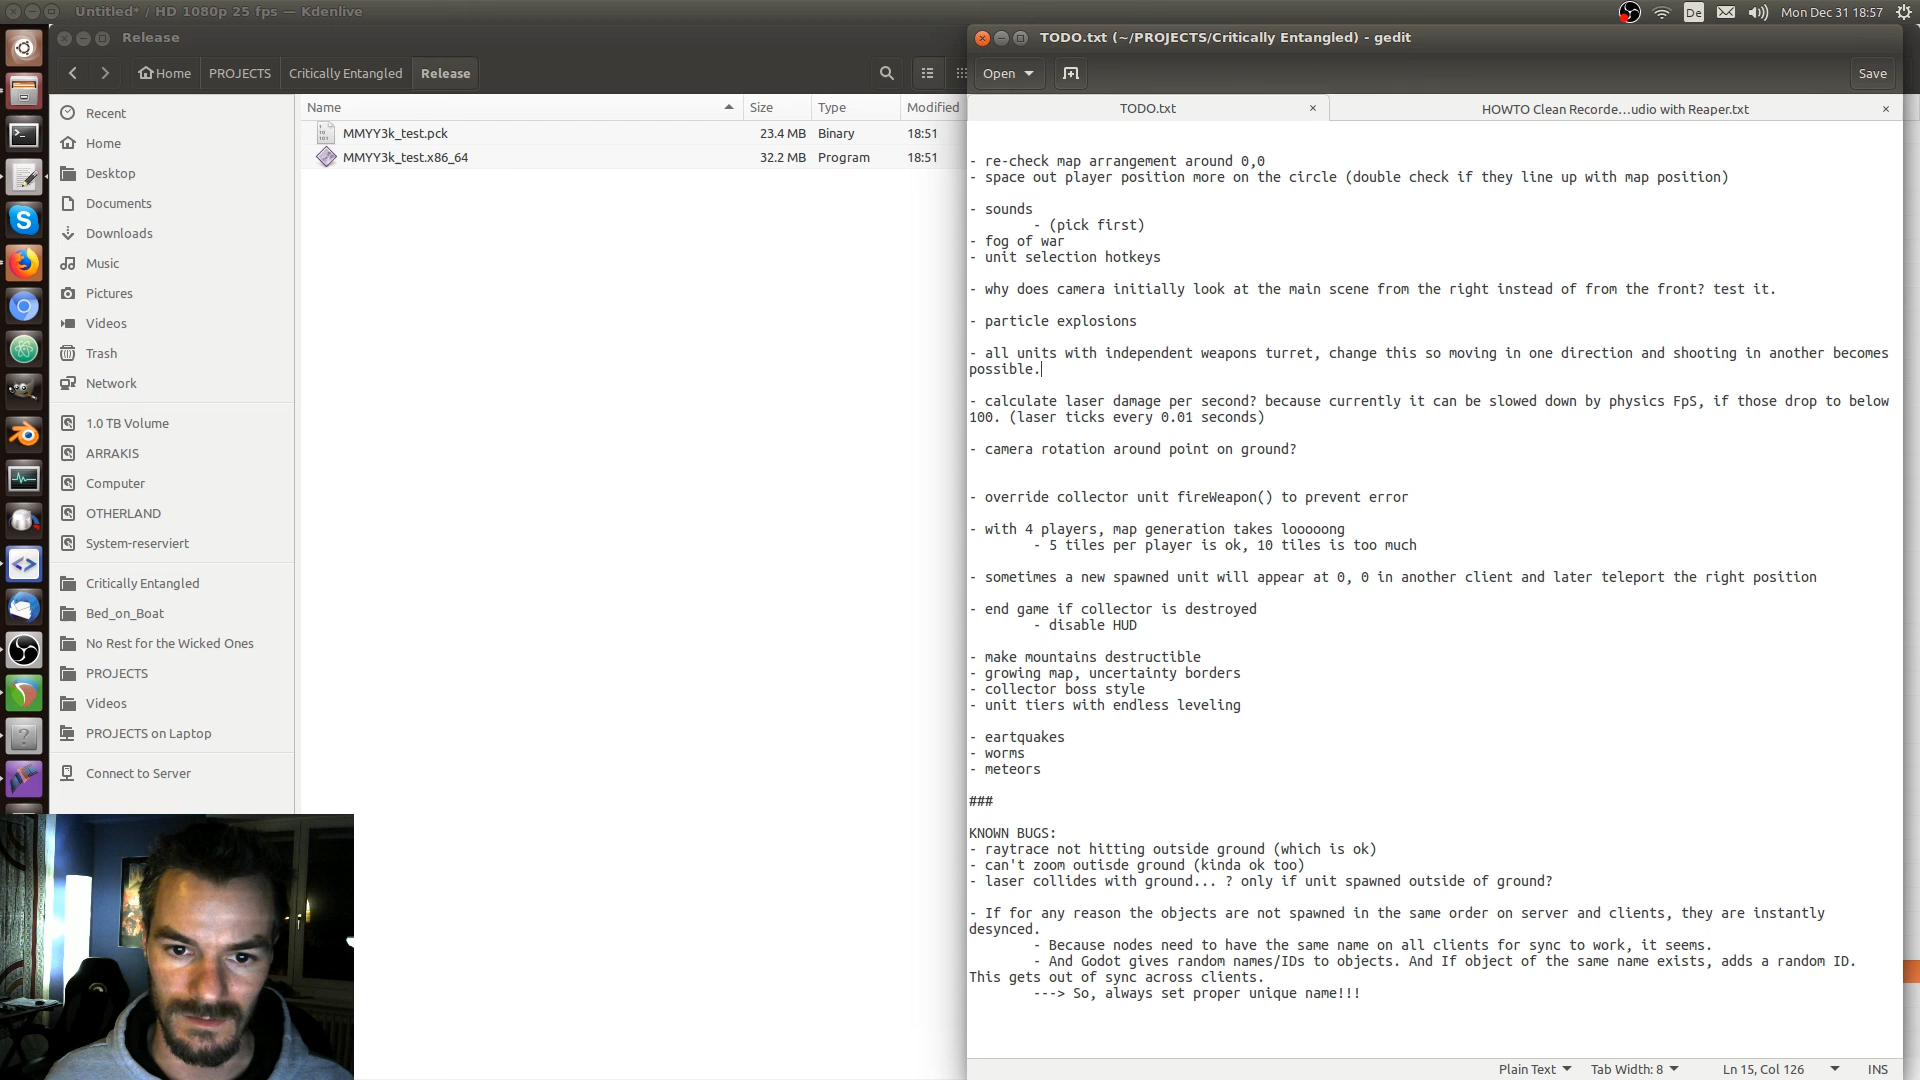 Untitled* / HD 1080p 25 fps — Kdenlive
De
Mon Dec 31 18:57
Release
Home
PROJECTS
Critically Entangled
Release
Recent
Home
Desktop
Documents
Downloads
Music
Pictures
Videos
Trash
Network
1.0 TB Volume
ARRAKIS
Computer
OTHERLAND
System-reserviert
Critically Entangled
Bed_on_Boat
No Rest for the Wicked Ones
PROJECTS
Videos
PROJECTS on Laptop
Connect to Server
Name Size Type Modified
MMYY3k_test.pck 23.4 MB Binary 18:51
MMYY3k_test.x86_64 32.2 MB Program 18:51
TODO.txt (~/PROJECTS/Critically Entangled) - gedit
Open
Save
TODO.txt
HOWTO Clean Recorde...udio with Reaper.txt
- re-check map arrangement around 0,0
- space out player position more on the circle (double check if they line up with map position)
- sounds
- (pick first)
- fog of war
- unit selection hotkeys
- why does camera initially look at the main scene from the right instead of from the front? test it.
- particle explosions
- all units with independent weapons turret, change this so moving in one direction and shooting in another becomes
possible.
- calculate laser damage per second? because currently it can be slowed down by physics FpS, if those drop to below
100. (laser ticks every 0.01 seconds)
- camera rotation around point on ground?
- override collector unit fireWeapon() to prevent error
- with 4 players, map generation takes looooong
- 5 tiles per player is ok, 10 tiles is too much
- sometimes a new spawned unit will appear at 0, 0 in another client and later teleport the right position
- end game if collector is destroyed
- disable HUD
- make mountains destructible
- growing map, uncertainty borders
- collector boss style
- unit tiers with endless leveling
- eartquakes
- worms
- meteors
###
KNOWN BUGS:
- raytrace not hitting outside ground (which is ok)
- can't zoom outisde ground (kinda ok too)
- laser collides with ground... ? only if unit spawned outside of ground?
- If for any reason the objects are not spawned in the same order on server and clients, they are instantly
desynced.
- Because nodes need to have the same name on all clients for sync to work, it seems.
- And Godot gives random names/IDs to objects. And If object of the same name exists, adds a random ID.
This gets out of sync across clients.
---> So, always set proper unique name!!!
Plain Text
Tab Width: 8
Ln 15, Col 126
INS